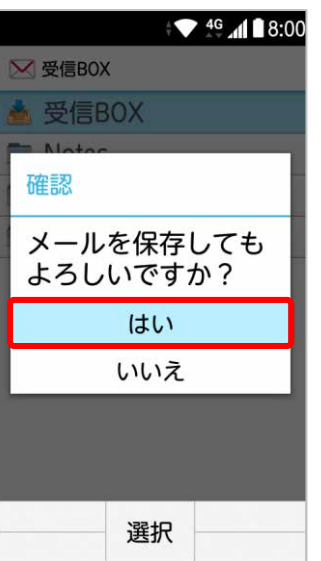 4G 8:00
受信BOX
受信BOX
Notes
確認
メールを保存しても
よろしいですか？
はい
いいえ
選択